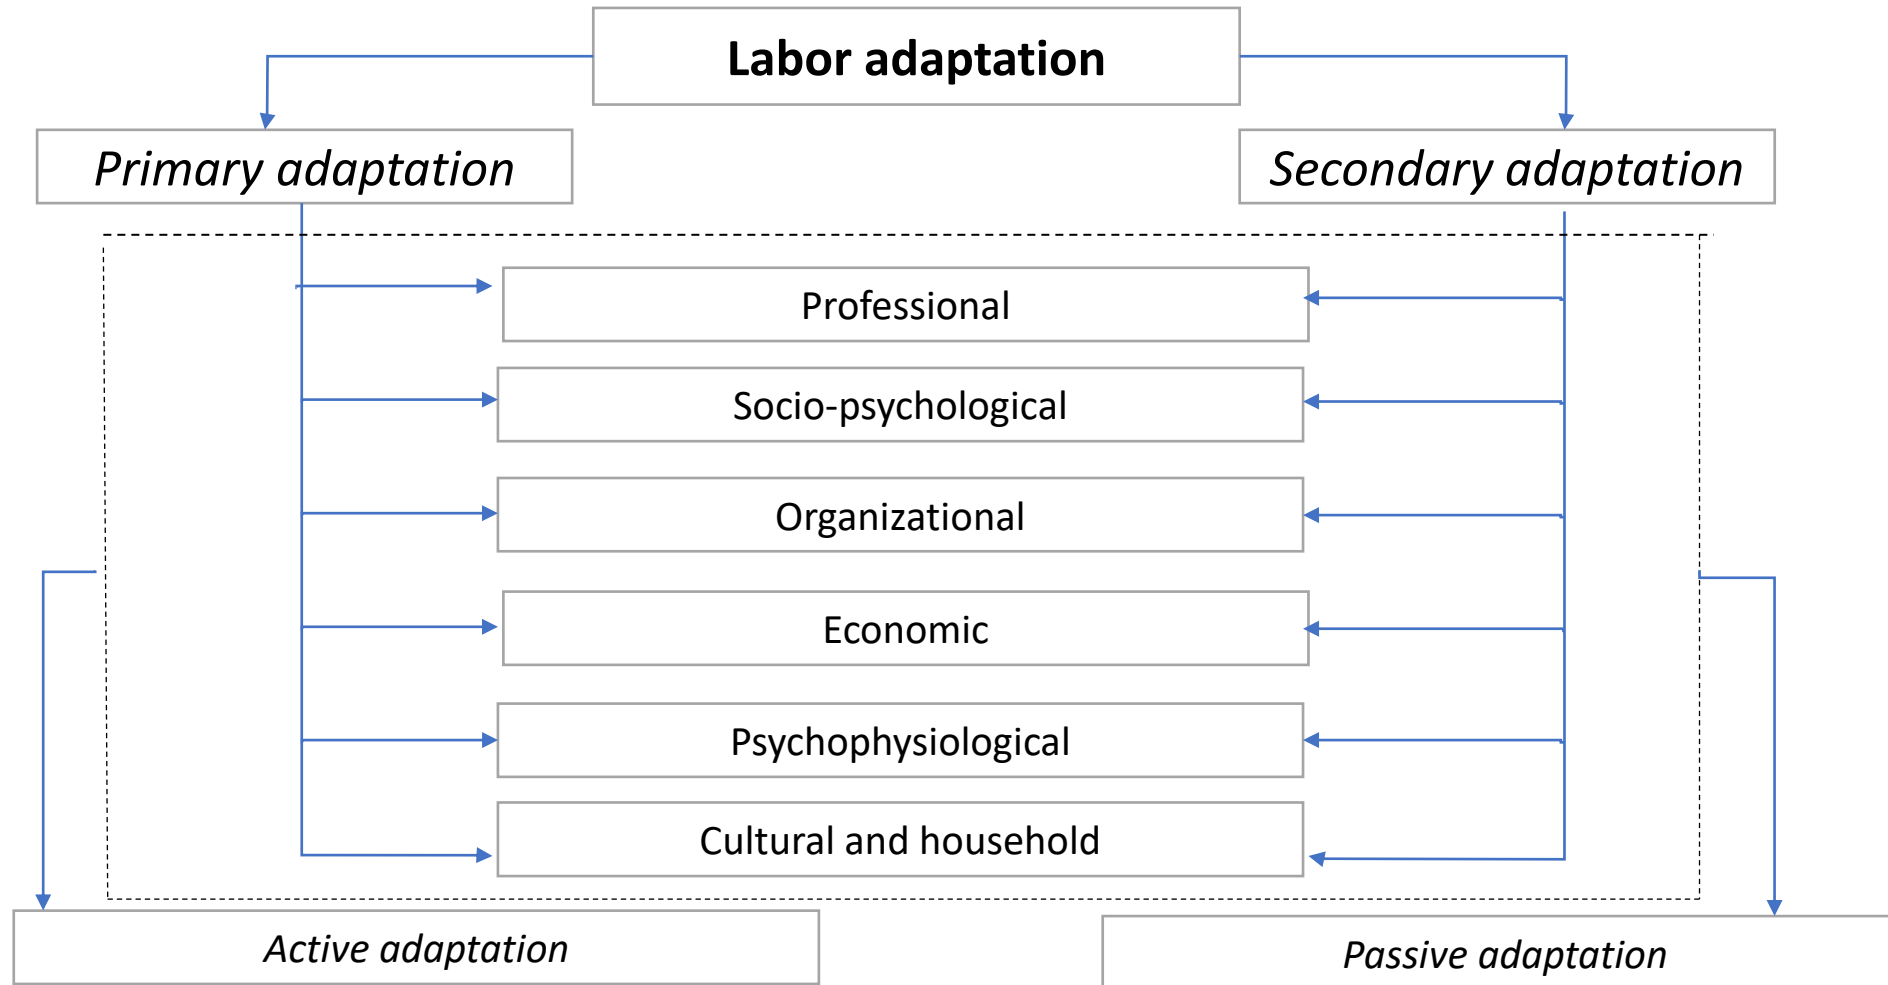 Labor adaptation
Primary adaptation
Secondary adaptation
Professional
Socio-psychological
Organizational
Economic
Psychophysiological
Cultural and household
Active adaptation
Passive adaptation